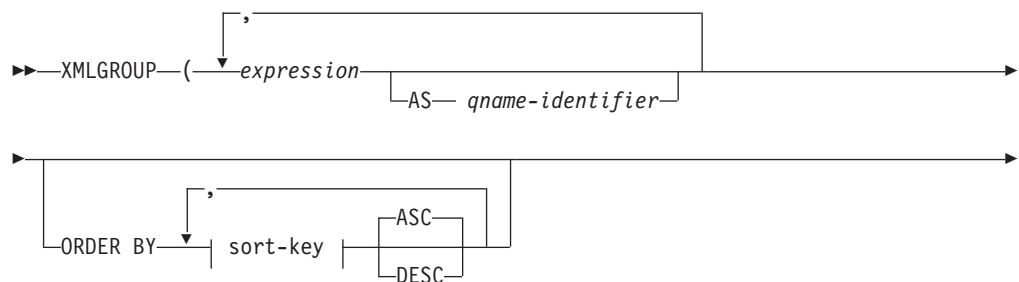 ,
XMLGROUP ( expression
AS qname-identifier
,
ASC
ORDER BY sort-key
DESC